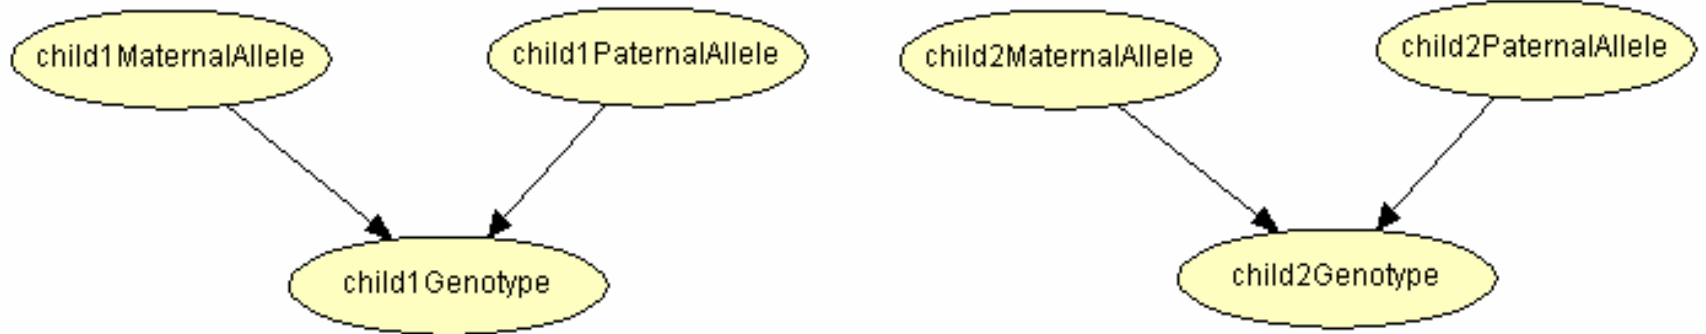 child1MaternalAllele
child1PaternalAllele
child2MaternalAllele
child2PaternalAllele
child1Genotype
child2Genotype